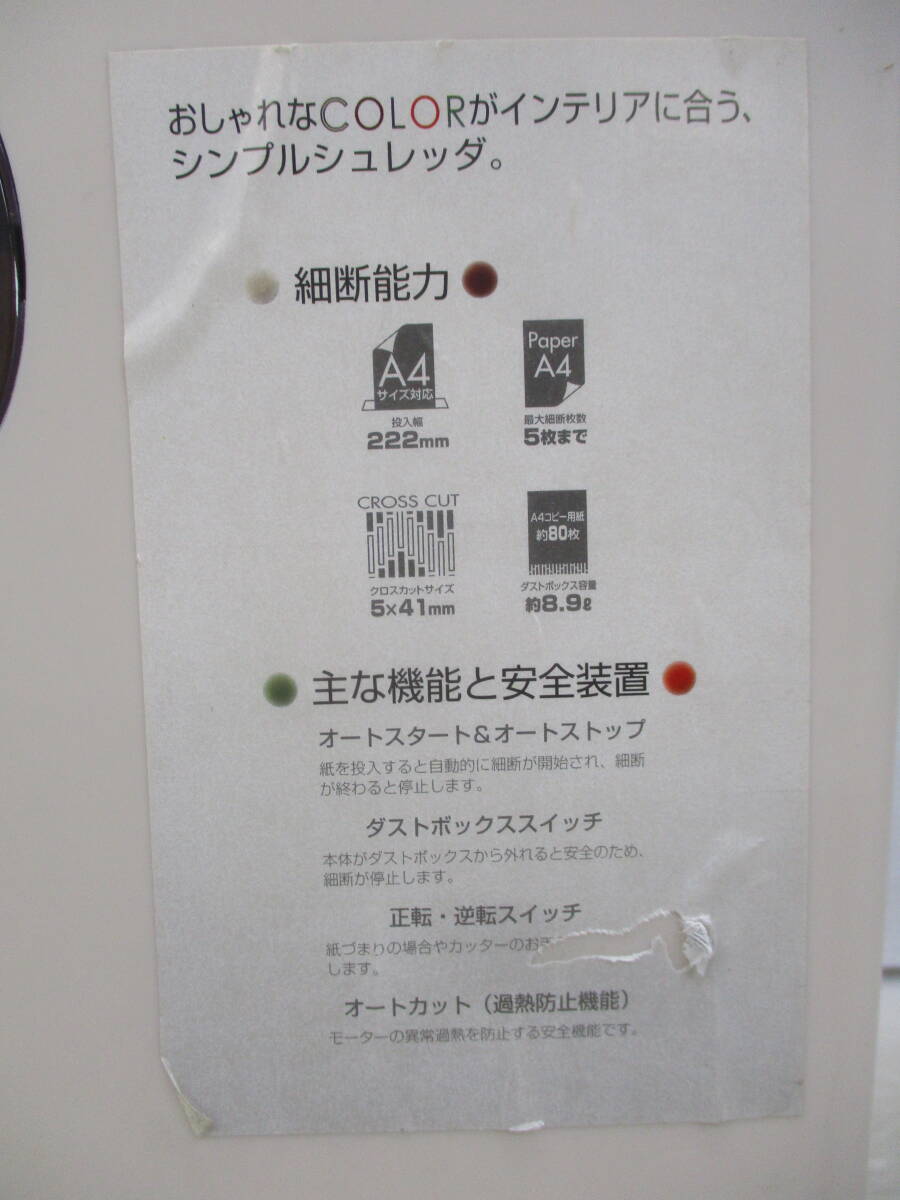 おしゃれなCOLORがインテリアに合う、
シンプルシュレッダ。
細断能力
A4
サイズ対応
投入幅
222mm
Paper
A4
最大細断枚数
5枚まで
CROSS CUT
クロスカットサイズ
5×41mm
A4コピー用紙
約80枚
ダストボックス容量
約8.9ℓ
主な機能と安全装置
オートスタート&オートストップ
紙を投入すると自動的に細断が開始され、細断
が終わると停止します。
ダストボックススイッチ
本体がダストボックスから外れると安全のため、
細断が停止します。
正転・逆転スイッチ
紙づまりの場合やカッターのお
します。
オートカット(過熱防止機能)
モーターの異常過熱を防止する安全機能です。